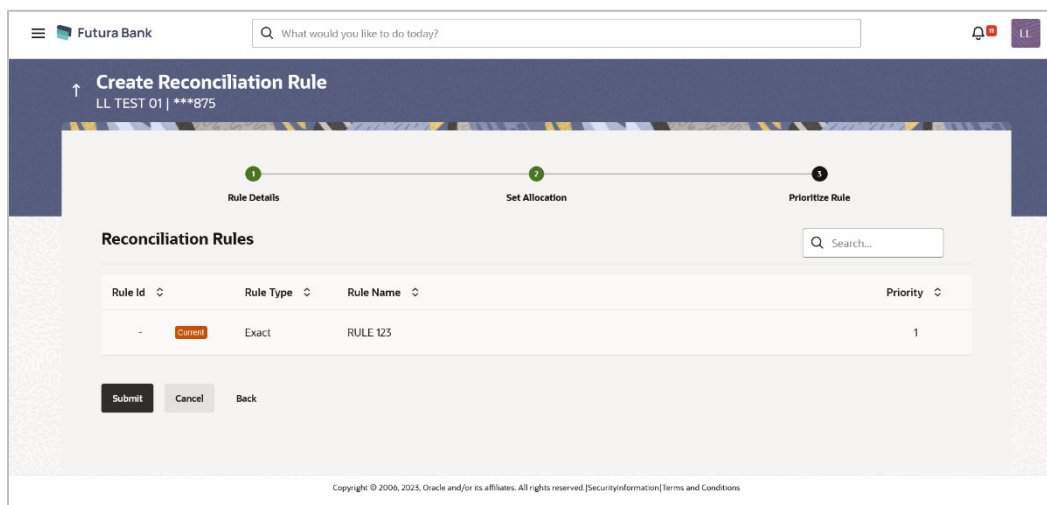 Futura Bank
What would you like to do today?
11
LL
Create Reconciliation Rule
LL TEST 01 | ***875
1
2
3
Rule Details
Set Allocation
Prioritize Rule
Reconciliation Rules
Search...
Rule Id
Rule Type
Rule Name
Priority
-
Current
Exact
RULE 123
1
Submit
Cancel
Back
Copyright © 2006, 2023, Oracle and/or its affiliates. All rights reserved.|SecurityInformation|Terms and Conditions